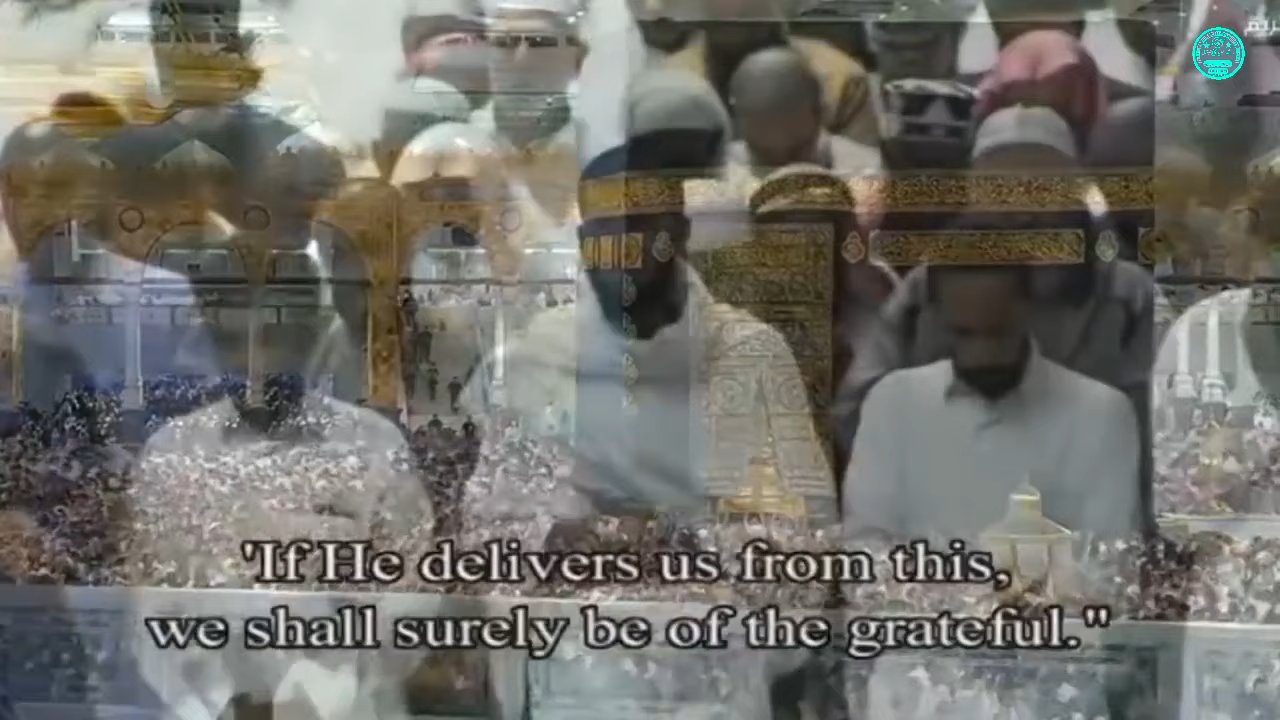 'If He delivers us from this,
we shall surely be of the grateful."